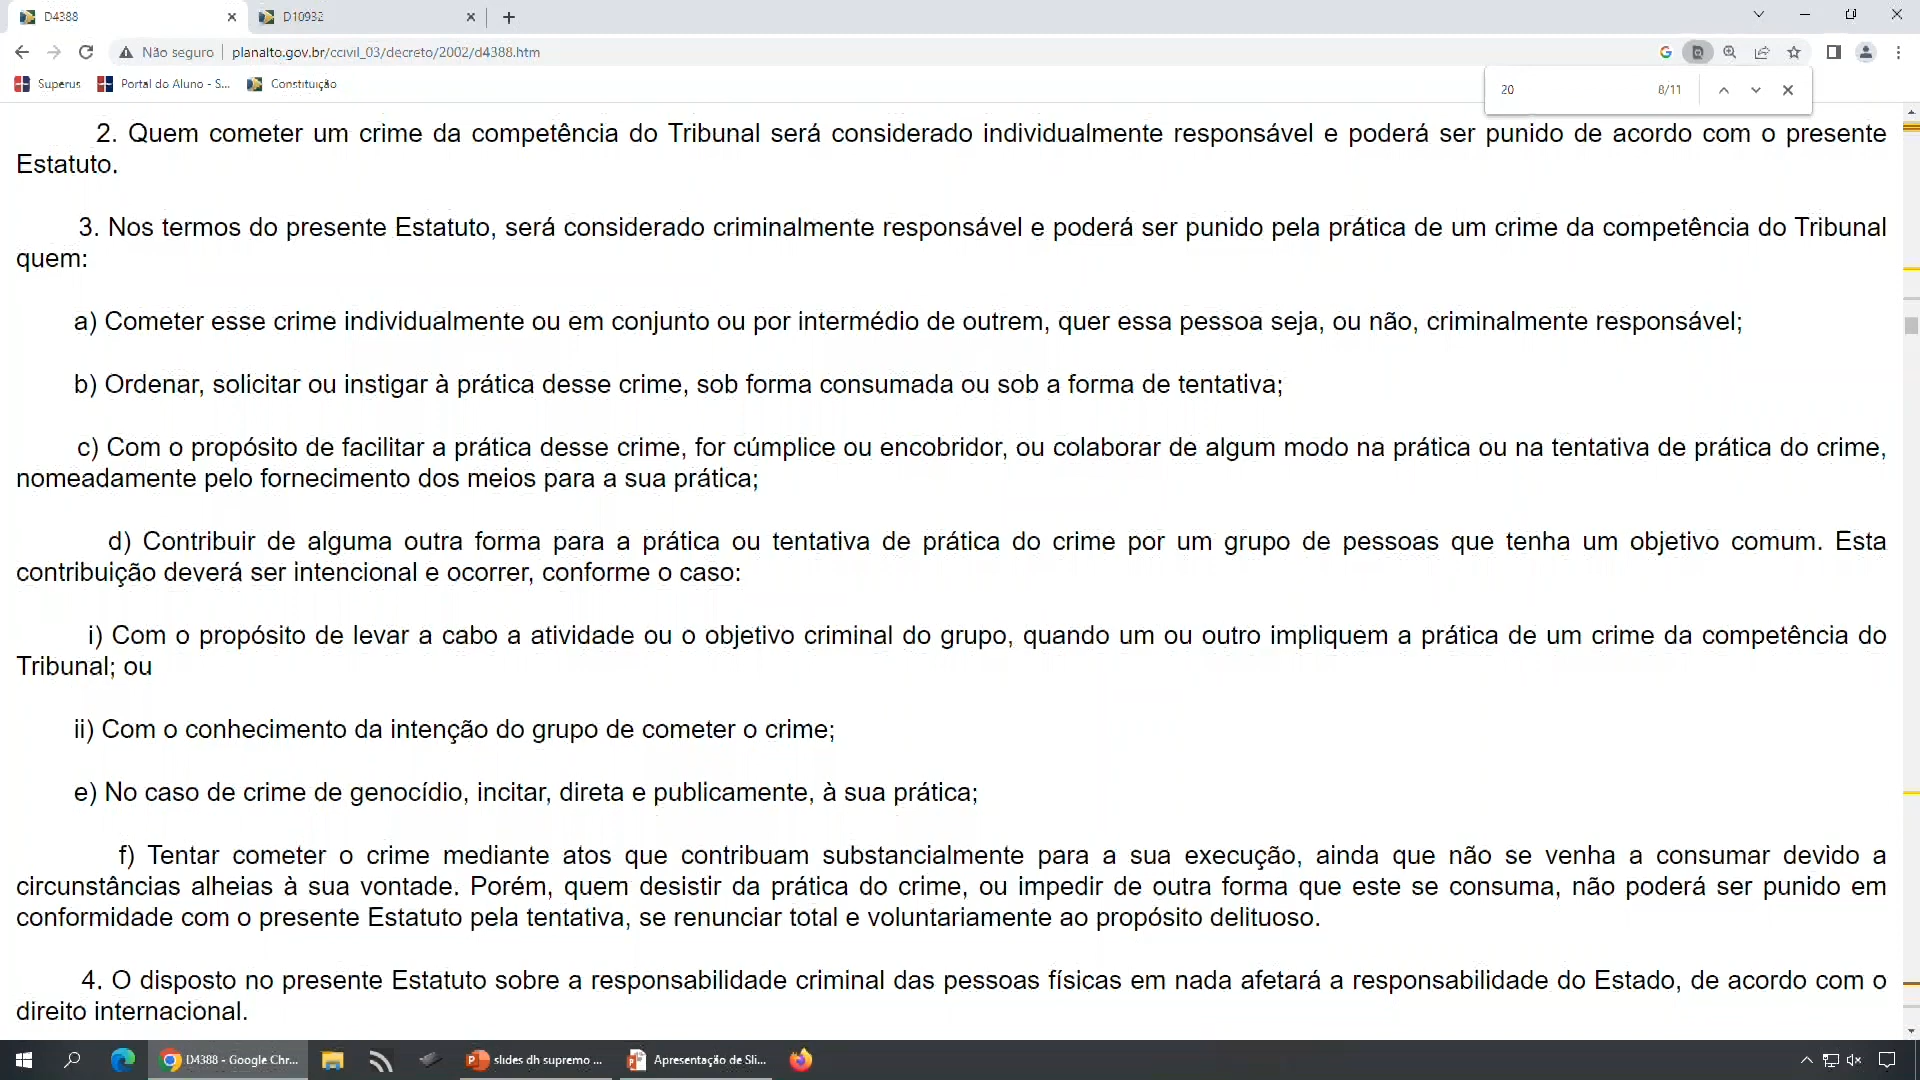 D4388
D10932
Não seguro
planalto.gov.br/ccivil_03/decreto/2002/d4388.htm
Superus
Portal do Aluno - S...
Constituição
20
8/11
2. Quem cometer um crime da competência do Tribunal será considerado individualmente responsável e poderá ser punido de acordo com o presente
Estatuto.
3. Nos termos do presente Estatuto, será considerado criminalmente responsável e poderá ser punido pela prática de um crime da competência do Tribunal
quem:
a) Cometer esse crime individualmente ou em conjunto ou por intermédio de outrem, quer essa pessoa seja, ou não, criminalmente responsável;
b) Ordenar, solicitar ou instigar à prática desse crime, sob forma consumada ou sob a forma de tentativa;
c) Com o propósito de facilitar a prática desse crime, for cúmplice ou encobridor, ou colaborar de algum modo na prática ou na tentativa de prática do crime,
nomeadamente pelo fornecimento dos meios para a sua prática;
d) Contribuir de alguma outra forma para a prática ou tentativa de prática do crime por um grupo de pessoas que tenha um objetivo comum. Esta
contribuição deverá ser intencional e ocorrer, conforme o caso:
i) Com o propósito de levar a cabo a atividade ou o objetivo criminal do grupo, quando um ou outro impliquem a prática de um crime da competência do
Tribunal; ou
ii) Com o conhecimento da intenção do grupo de cometer o crime;
e) No caso de crime de genocídio, incitar, direta e publicamente, à sua prática;
f) Tentar cometer o crime mediante atos que contribuam substancialmente para a sua execução, ainda que não se venha a consumar devido a
circunstâncias alheias à sua vontade. Porém, quem desistir da prática do crime, ou impedir de outra forma que este se consuma, não poderá ser punido em
conformidade com o presente Estatuto pela tentativa, se renunciar total e voluntariamente ao propósito delituoso.
4. O disposto no presente Estatuto sobre a responsabilidade criminal das pessoas físicas em nada afetará a responsabilidade do Estado, de acordo com o
direito internacional.
D4388 - Google Chr...
slides dh supremo ...
Apresentação de Sli...